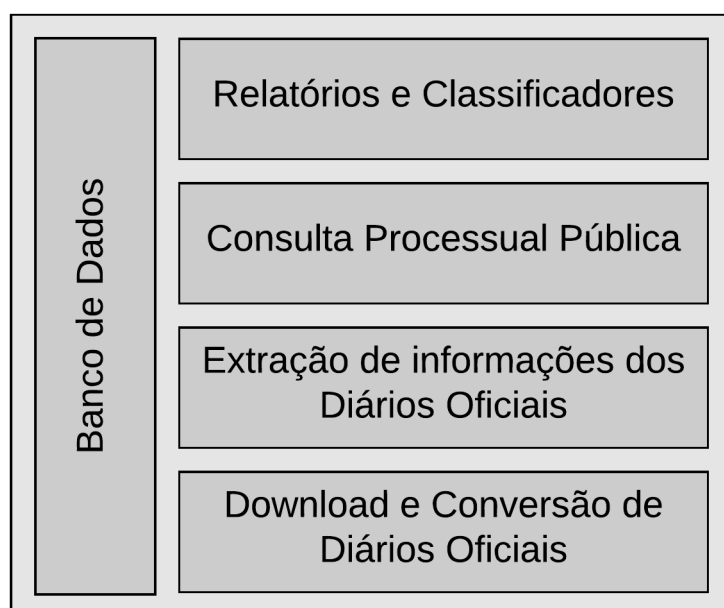 Banco de Dados
Relatórios e Classificadores
Consulta Processual Pública
Extração de informações dos
Diários Oficiais
Download e Conversão de
Diários Oficiais